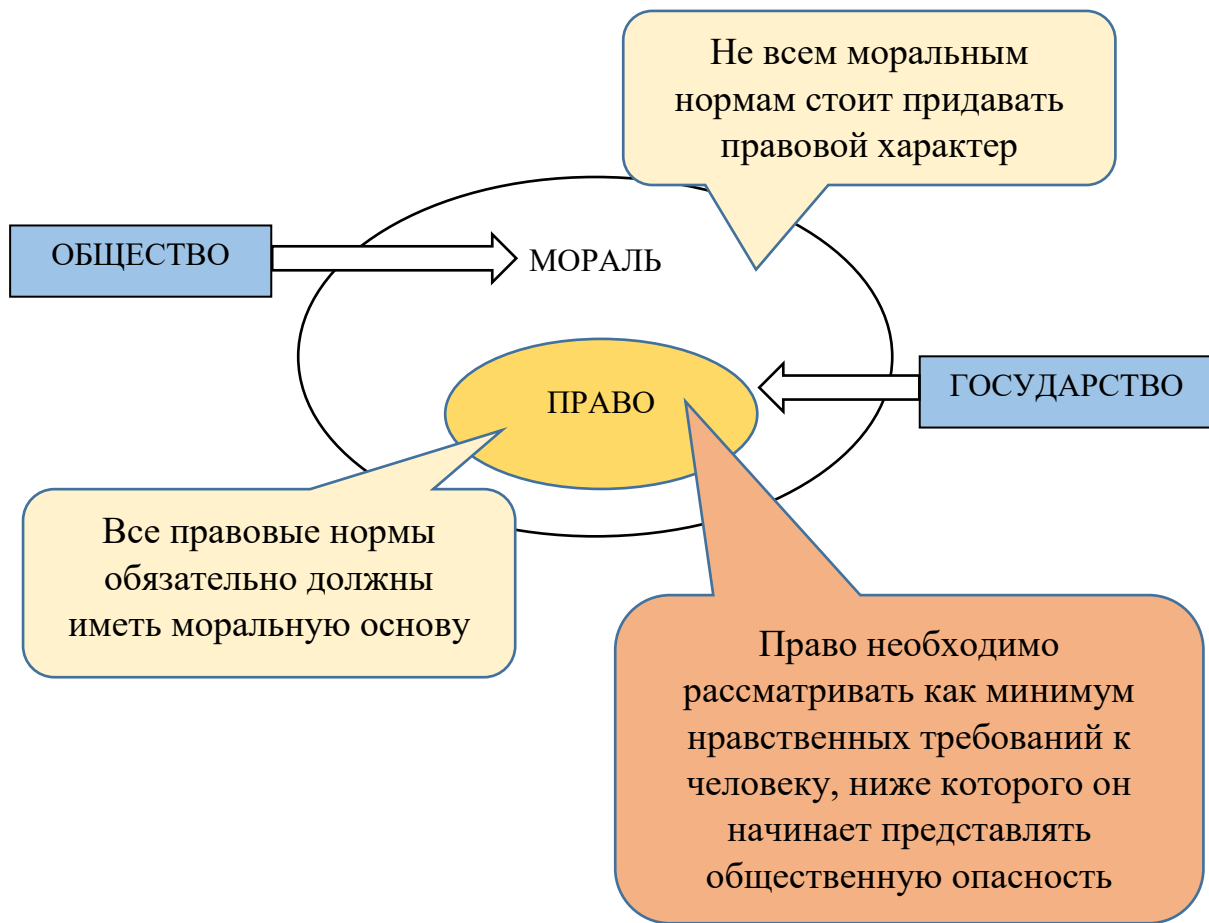 Не всем моральным
нормам стоит придавать
правовой характер
ОБЩЕСТВО
МОРАЛЬ
ПРАВО
ГОСУДАРСТВО
Все правовые нормы
обязательно должны
иметь моральную основу
Право необходимо
рассматривать как минимум
нравственных требований к
человеку, ниже которого он
начинает представлять
общественную опасность